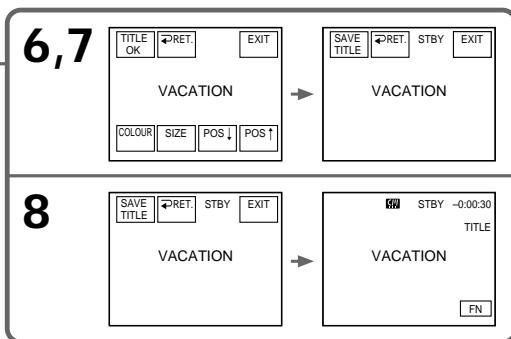 6,7
TITLE OK ⮌RET. EXIT
VACATION
COLOUR SIZE POS↓ POS↑
SAVE TITLE ⮌RET. STBY EXIT
VACATION
8
SAVE TITLE ⮌RET. STBY EXIT
VACATION
STBY –0:00:30
TITLE
VACATION
FN